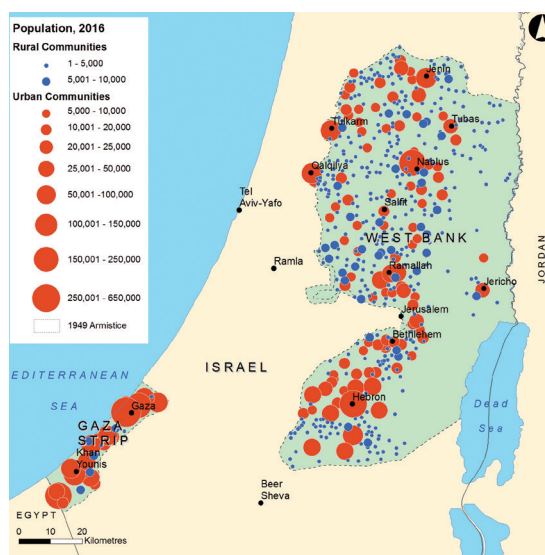 Population, 2016
Rural Communities
1 - 5,000
5,001 - 10,000
Urban Communities
5,000 - 10,000
10,001 - 20,000
20,001 - 25,000
25,001 - 50,000
50,001 -100,000
100,001 - 150,000
150,001 - 250,000
250,001 - 650,000
1949 Armistice
Jenin
Tulkarm
Tubas
Qalqilya
Nablus
Tel
Aviv-Yafo
Salfit
WEST BANK
Ramla
Ramallah
JORDAN
Jericho
Jerusalem
Bethlehem
ISRAEL
EDITERRANEAN
SEA
Hebron
Dead
Sea
Gaza
GAZA
STRIP
Khan
Younis
Beer
Sheva
EGYPT
0 10 20
Kilometres